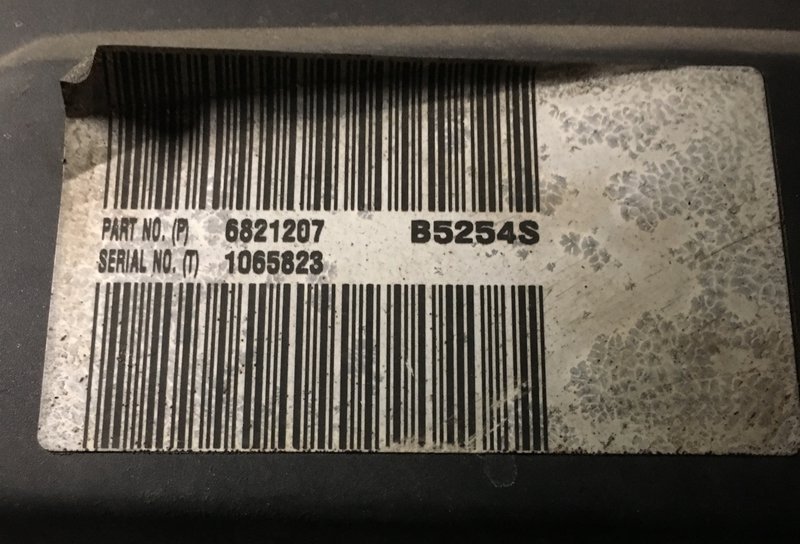 PART NO. (P) 6821207 B5254S
SERIAL NO. (T) 1065823